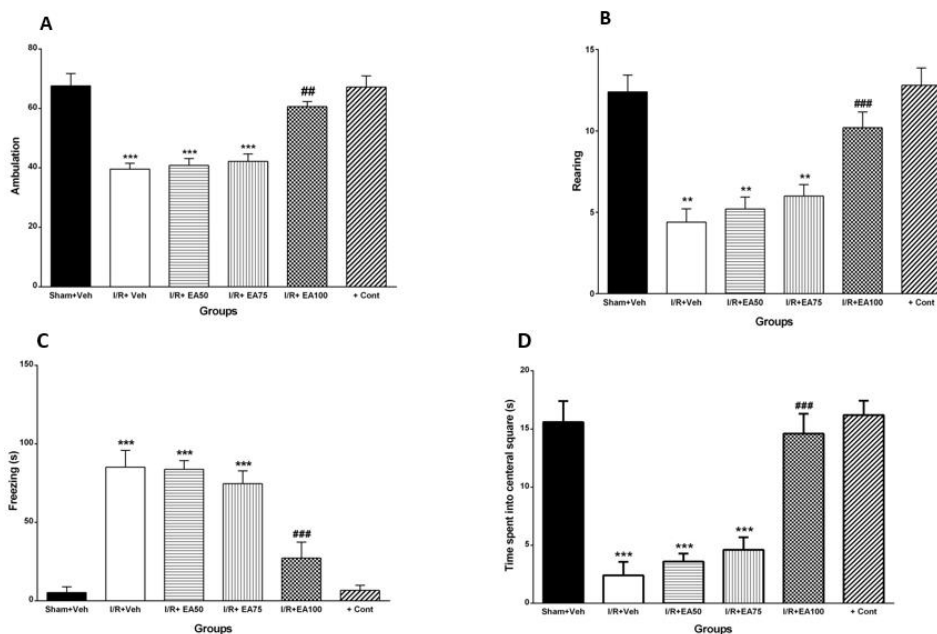 A
Ambulation
80
60
40
20
0
***
***
***
##
Sham+Veh I/R+ Veh I/R+ EA50 I/R+ EA75 I/R+ EA100 + Cont
Groups
B
Rearing
15
10
5
0
**
**
**
###
Sham+Veh I/R+Veh I/R+EA50 I/R+EA75 I/R+EA100 + Cont
Groups
C
Freezing (s)
150
100
50
0
***
***
***
###
Sham+Veh I/R+Veh I/R+ EA50 I/R+ EA75 I/R+EA100 + Cont
Groups
D
Time spent into centeral square (s)
20
15
10
5
0
***
***
***
###
Sham+Veh I/R+Veh I/R+EA50 I/R+EA75 I/R+EA100 + Cont
Groups